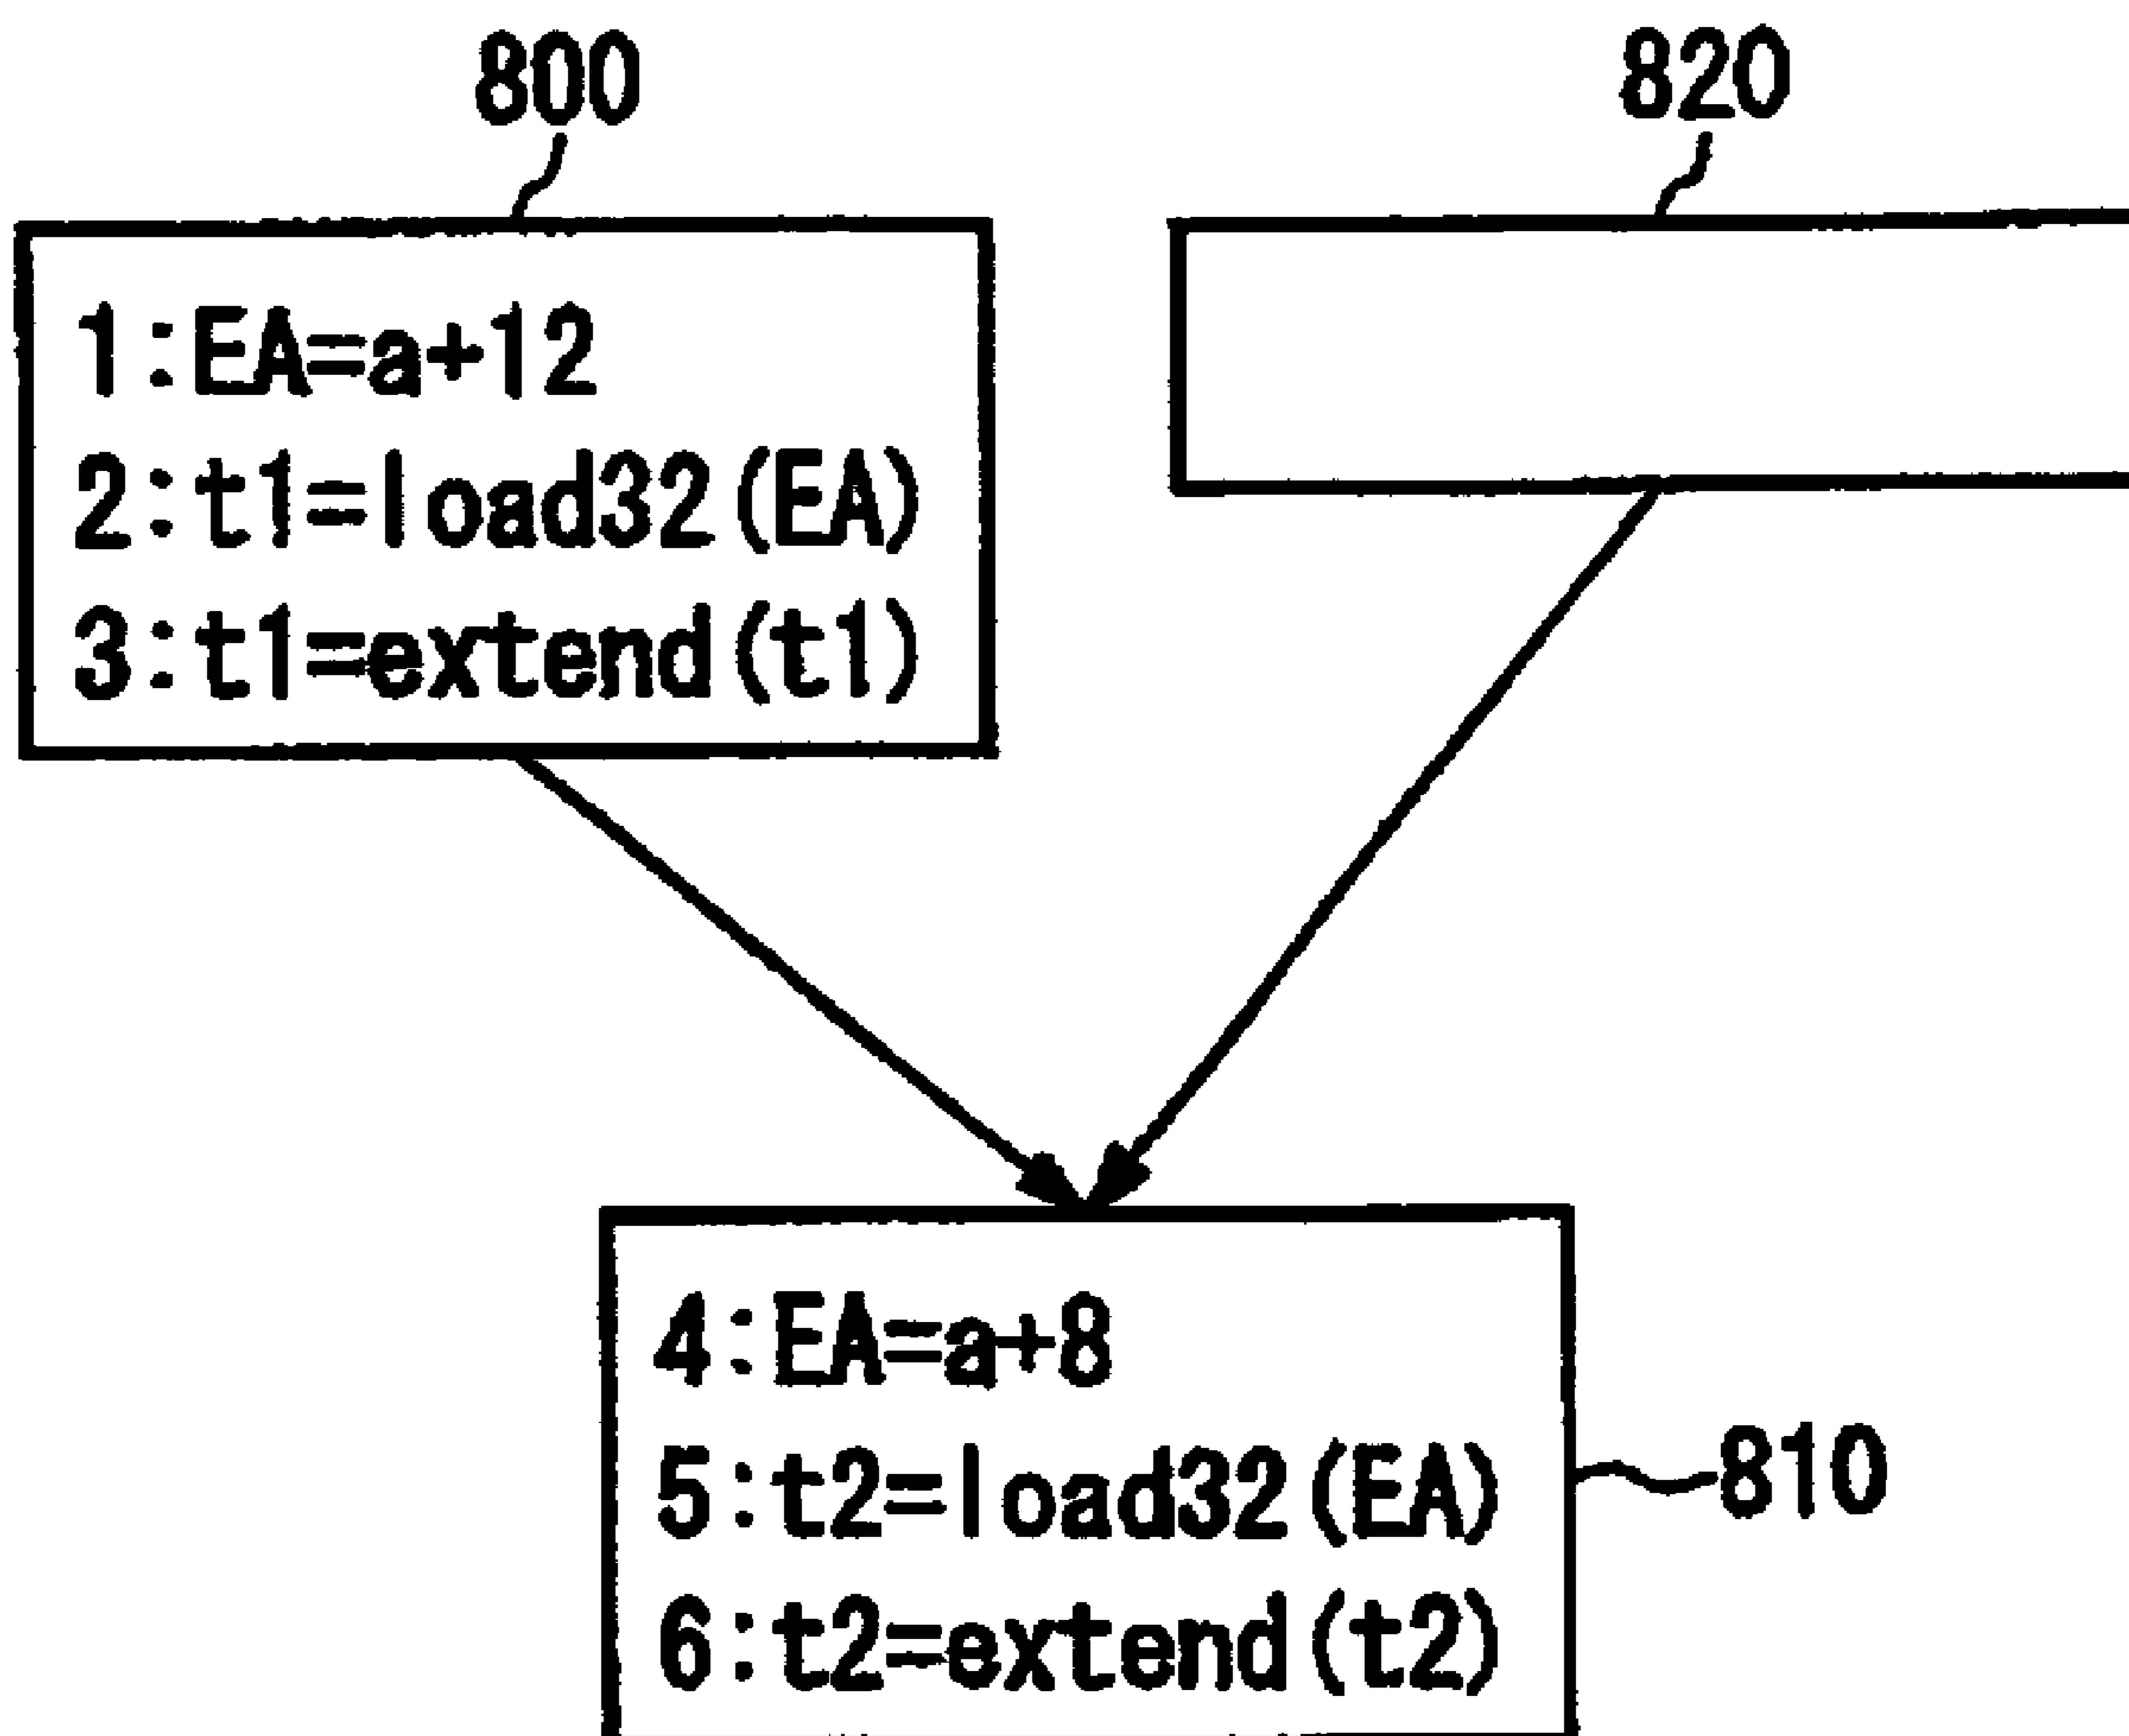 800
820
1:EA=a+12
2:t1=load32(EA)
3:t1=extend(t1)
4:EA=a+8
5:t2=load32(EA)
810
6:t2=extend(t2)